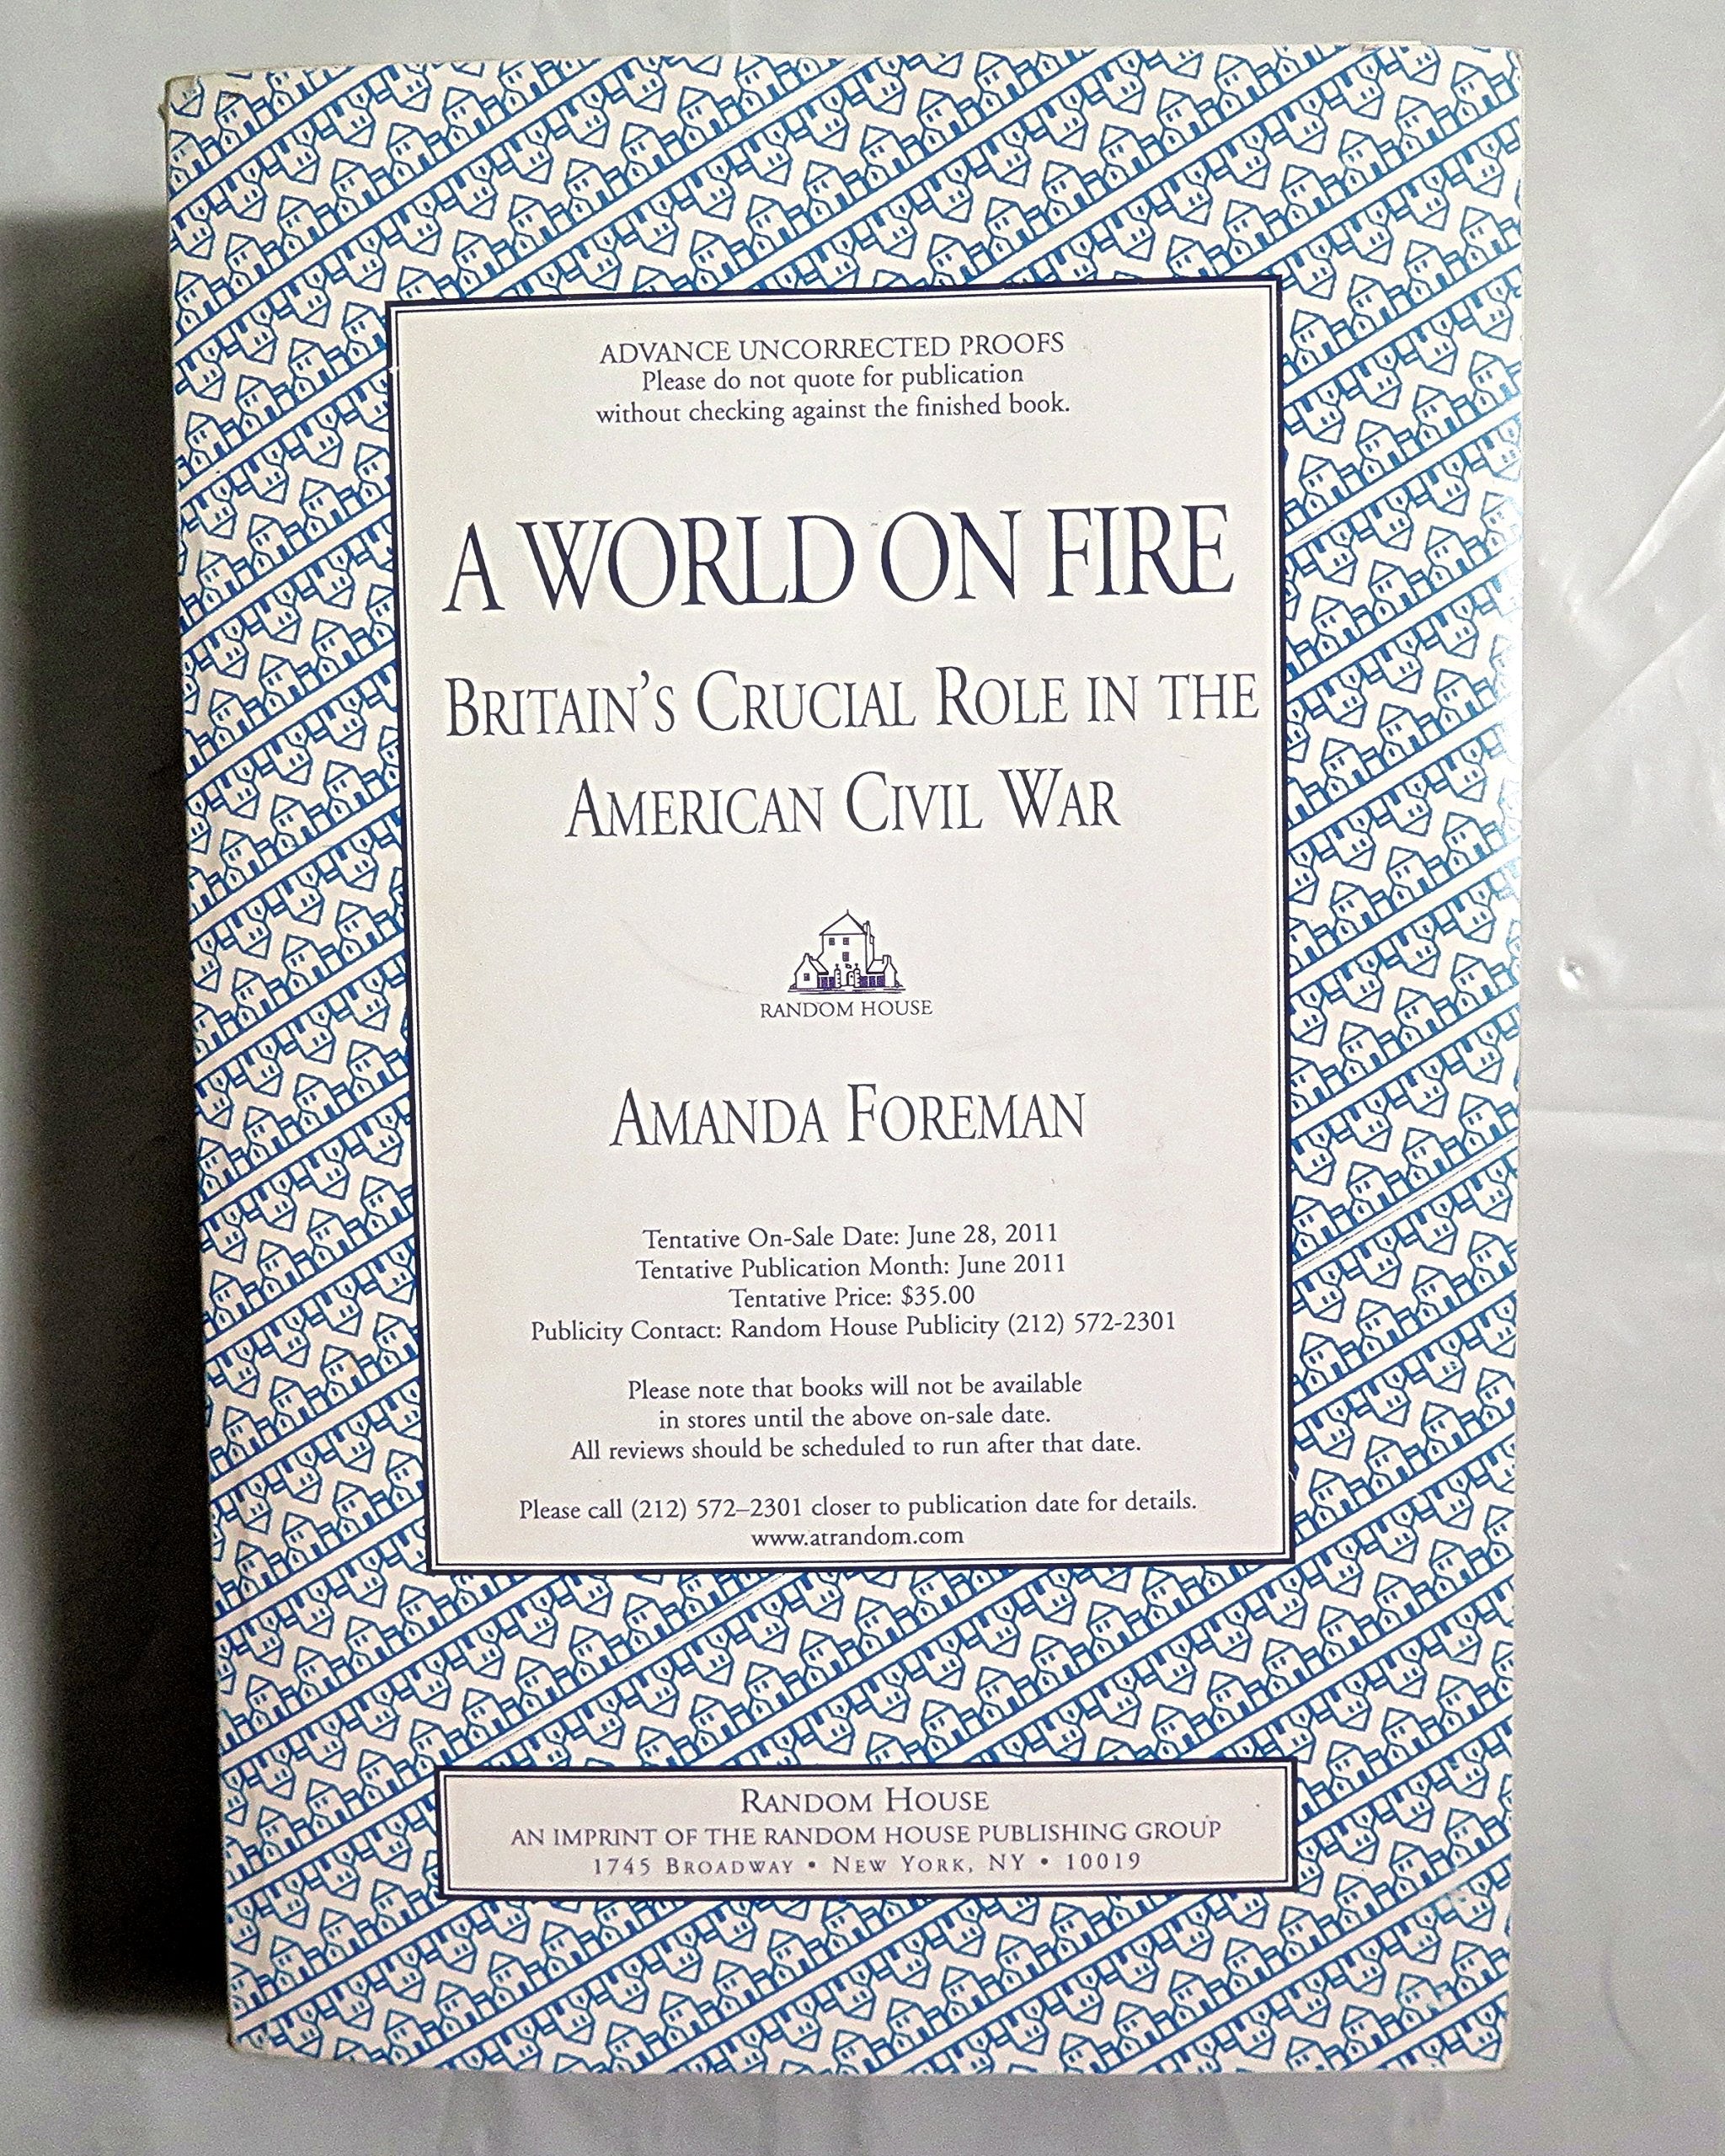 ADVANCE UNCORRECTED PROOFS
Please do not quote for publication
without checking against the finished book.
A WORLD ON FIRE
BRITAIN'S CRUCIAL ROLE IN THE
AMERICAN CIVIL WAR
RANDOM HOUSE
AMANDA FOREMAN
Tentative On-Sale Date: June 28, 2011
Tentative Publication Month: June 2011
Tentative Price: $35.00
Publicity Contact: Random House Publicity (212) 572-2301
Please note that books will not be available
in stores until the above on-sale date.
All reviews should be scheduled to run after that date.
Please call (212) 572–2301 closer to publication date for details.
www.atrandom.com
RANDOM HOUSE
AN IMPRINT OF THE RANDOM HOUSE PUBLISHING GROUP
1745 BROADWAY • NEW YORK, NY • 10019